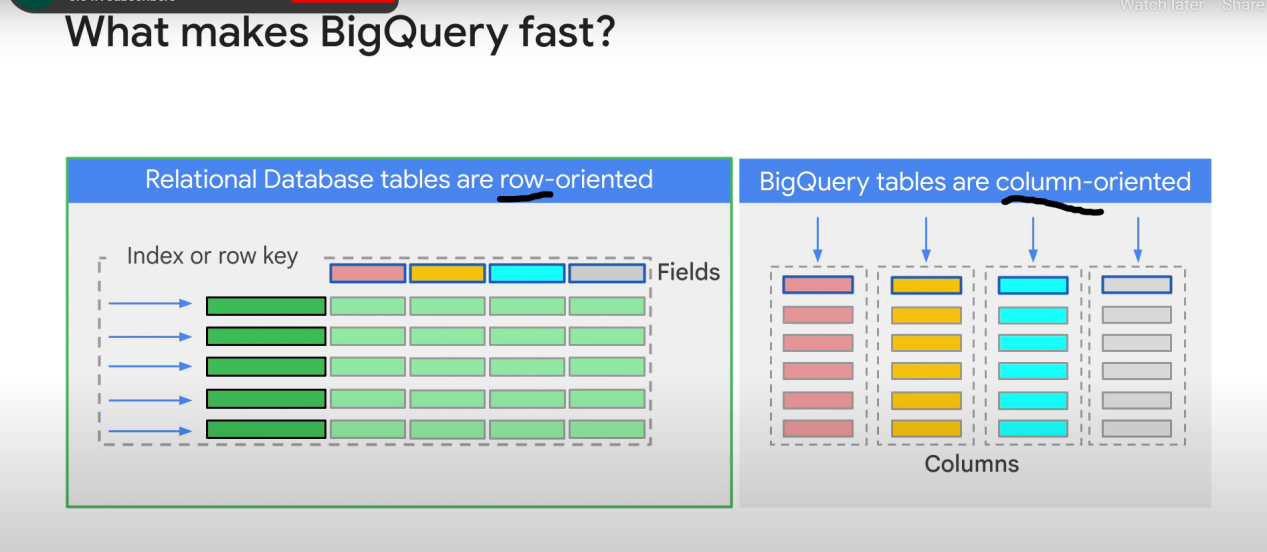 Watch later Share
What makes BigQuery fast?
Relational Database tables are row-oriented
Index or row key
Fields
BigQuery tables are column-oriented
Columns